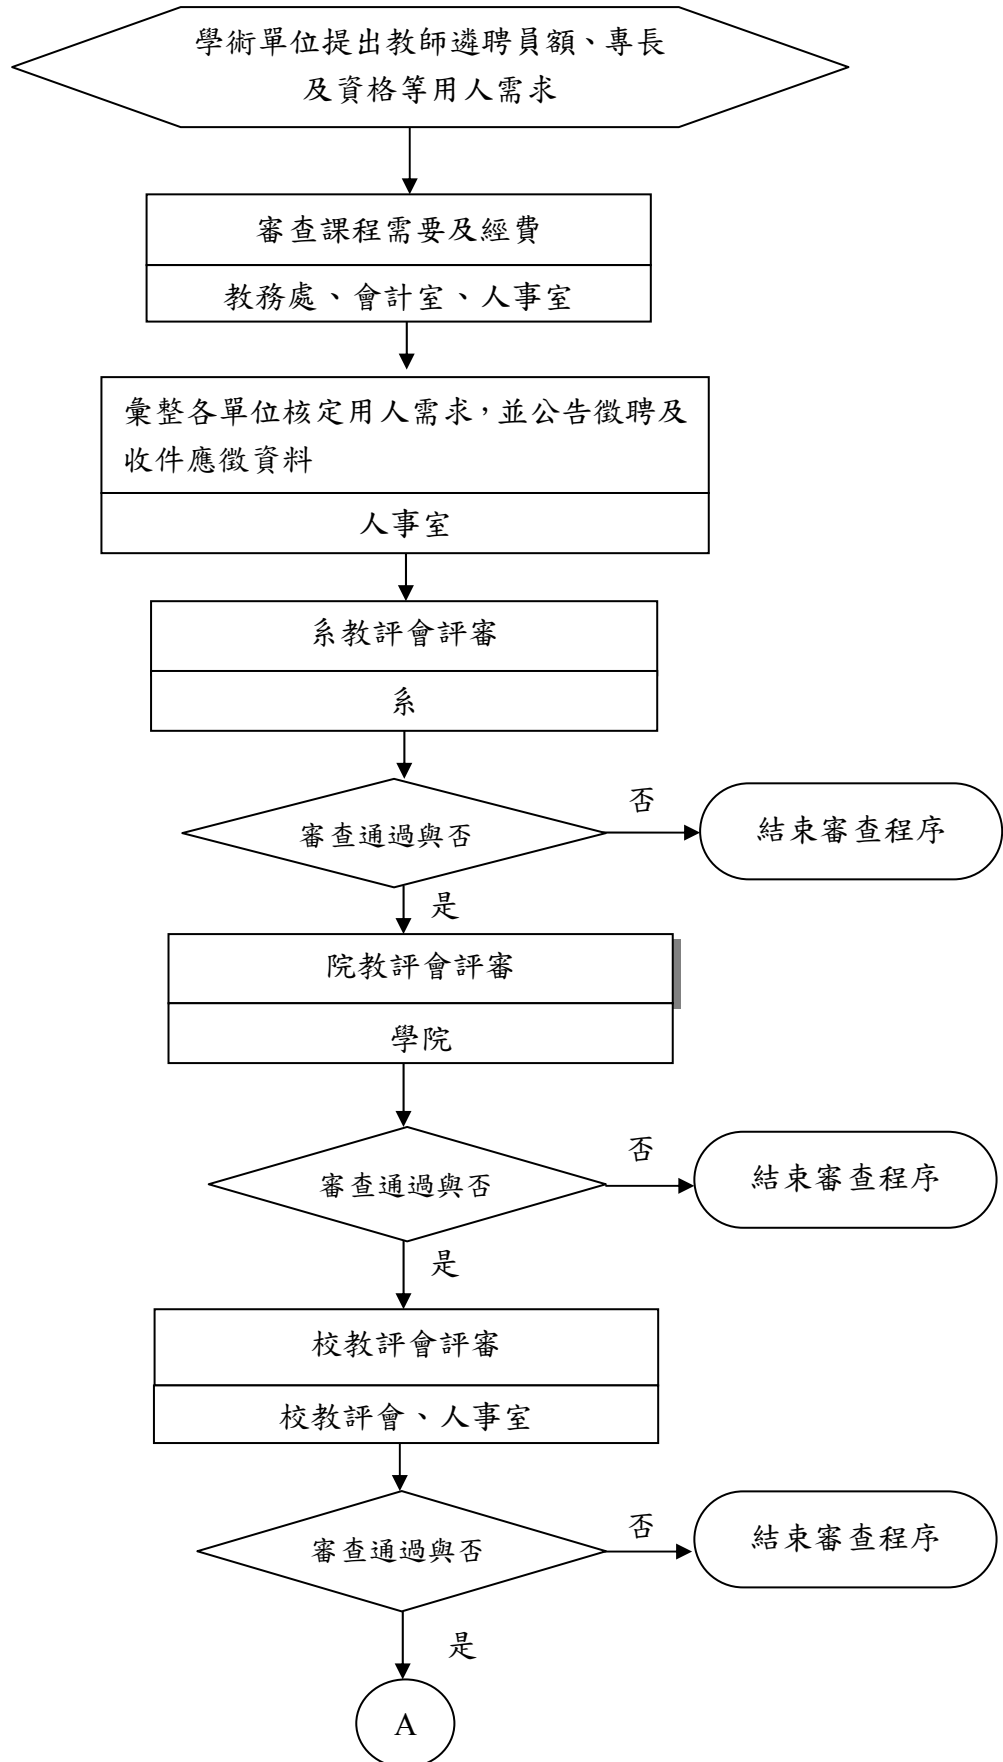 學術單位提出教師遴聘員額、專長
及資格等用人需求
審查課程需要及經費
教務處、會計室、人事室
彙整各單位核定用人需求，並公告徵聘及
收件應徵資料
人事室
系教評會評審
系
審查通過與否
否
結束審查程序
是
院教評會評審
學院
審查通過與否
否
結束審查程序
是
校教評會評審
校教評會、人事室
審查通過與否
否
結束審查程序
是
A